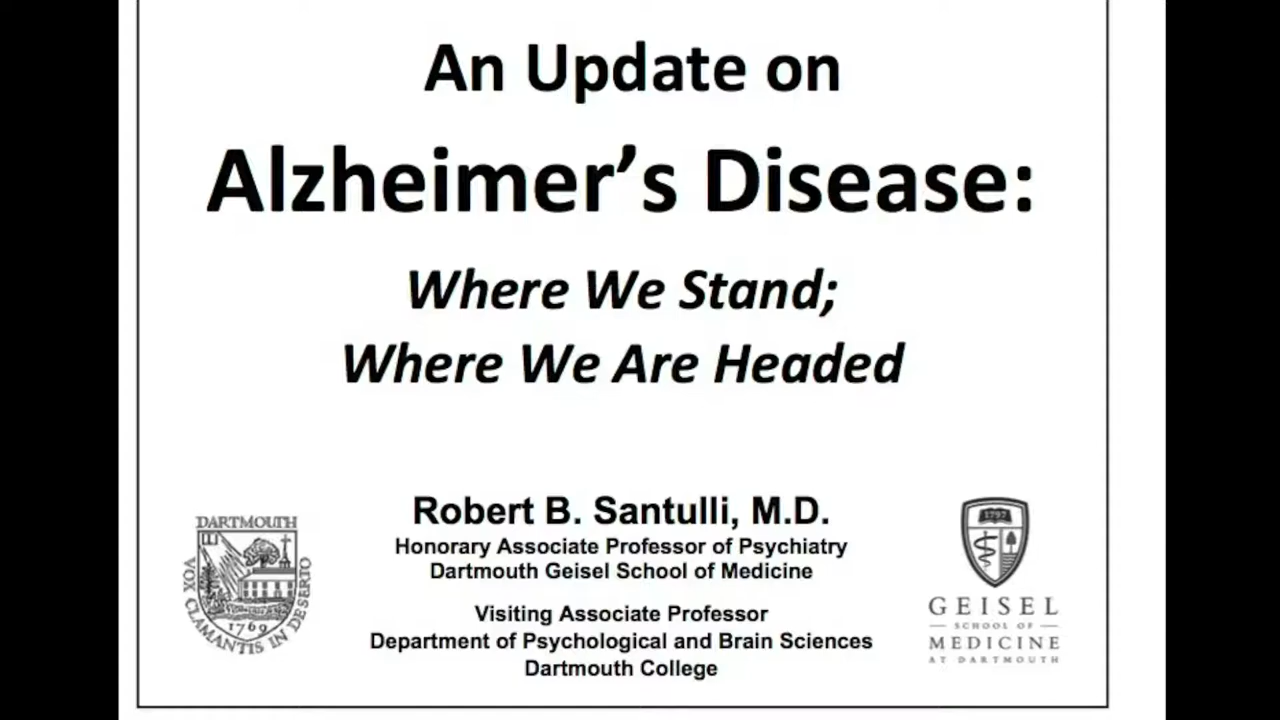 An Update on
Alzheimer’s Disease:
Where We Stand;
Where We Are Headed
Robert B. Santulli, M.D.
Honorary Associate Professor of Psychiatry
Dartmouth Geisel School of Medicine
Visiting Associate Professor
Department of Psychological and Brain Sciences
Dartmouth College
DARTMOUTH
VOX CLAMANTIS IN DESERTO
1769
1797
GEISEL
SCHOOL OF
MEDICINE
AT DARTMOUTH